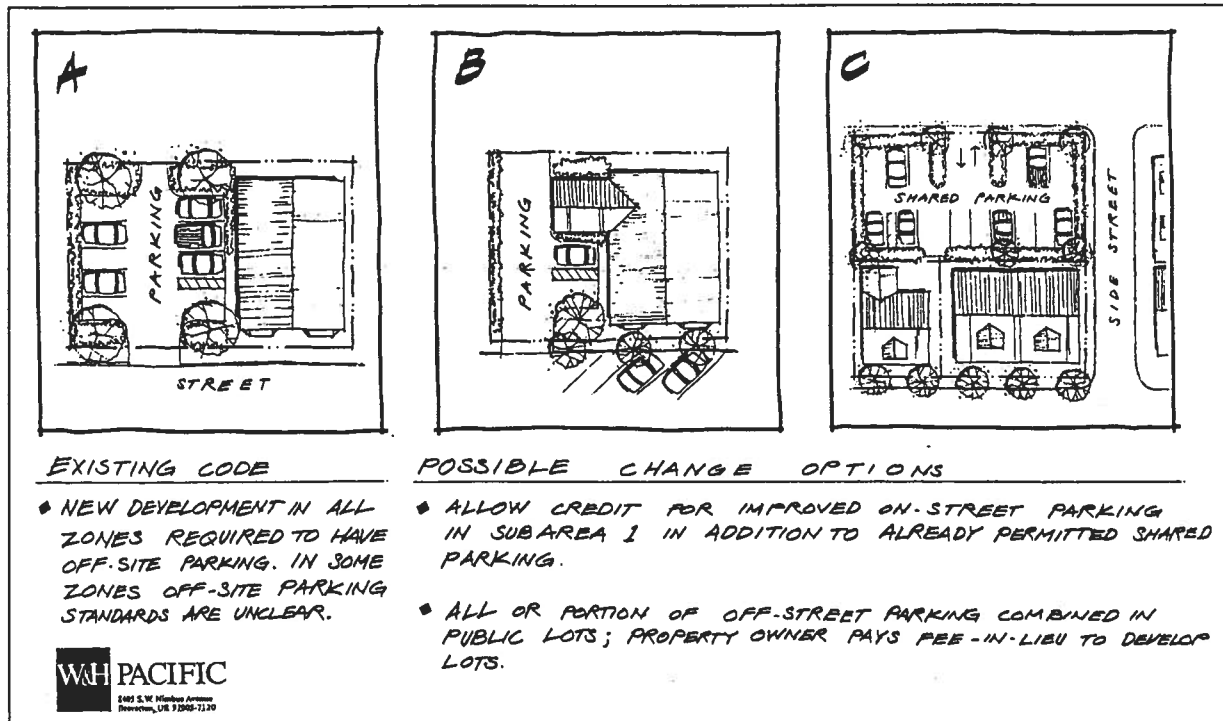 A
PARKING
STREET
B
PARKING
C
SHARED PARKING
SIDE STREET
EXISTING CODE
◆ NEW DEVELOPMENT IN ALL
ZONES REQUIRED TO HAVE
OFF-SITE PARKING. IN SOME
ZONES OFF-SITE PARKING
STANDARDS ARE UNCLEAR.
POSSIBLE CHANGE OPTIONS
◆ ALLOW CREDIT FOR IMPROVED ON-STREET PARKING
IN SUBAREA 1 IN ADDITION TO ALREADY PERMITTED SHARED
PARKING.
◆ ALL OR PORTION OF OFF-STREET PARKING COMBINED IN
PUBLIC LOTS; PROPERTY OWNER PAYS FEE-IN-LIEU TO DEVELOP
LOTS.
W&H PACIFIC
S.W. Nimbus Avenue
Beaverton,